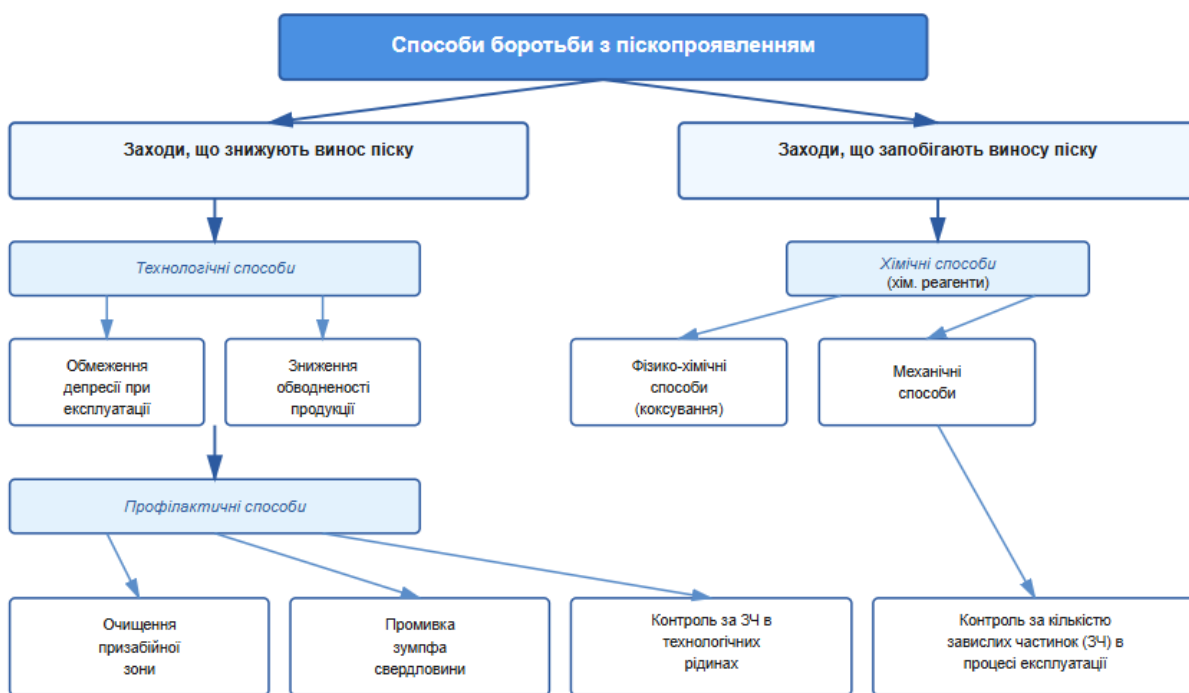 Способи боротьби з піскопроявленням
Заходи, що знижують винос піску
Заходи, що запобігають виносу піску
Технологічні способи
Хімічні способи
(хім. реагенти)
Обмеження
депресії при
експлуатації
Зниження
обводненості
продукції
Фізико-хімічні
способи
(коксування)
Механічні
способи
Профілактичні способи
Очищення
призабійної
зони
Промивка
зумпфа
свердловини
Контроль за ЗЧ в
технологічних
рідинах
Контроль за кількістю
завислих частинок (ЗЧ) в
процесі експлуатації